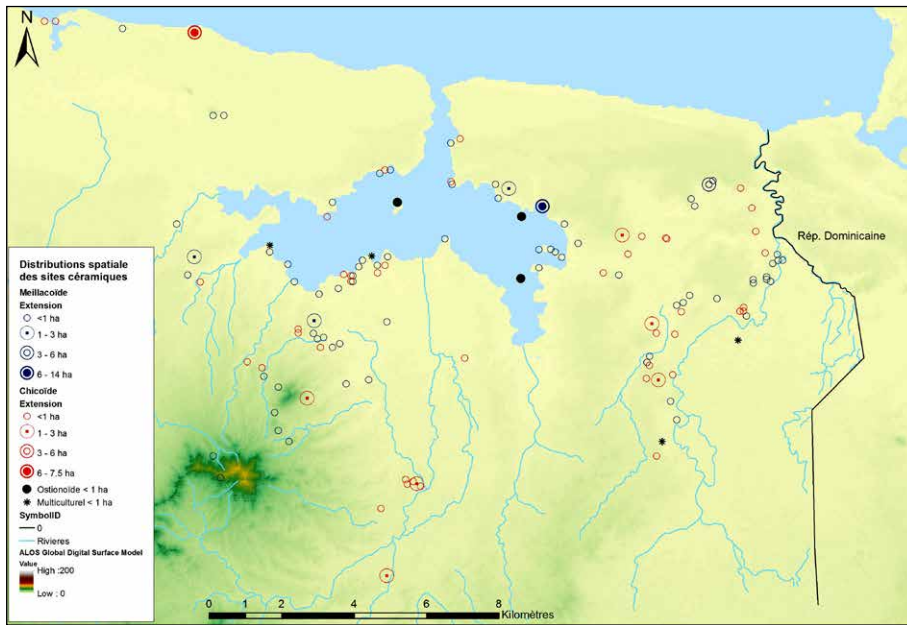 N
Rép. Dominicaine
Distributions spatiale
des sites céramiques
Meillacoïde
Extension
<1 ha
1 - 3 ha
3 - 6 ha
6 - 14 ha
Chicoïde
Extension
<1 ha
1 - 3 ha
3 - 6 ha
6 - 7.5 ha
Ostionoïde < 1 ha
Multiculturel < 1 ha
SymbolID
0
Rivieres
ALOS Global Digital Surface Model
Value
High :200
Low : 0
0 2 4 6 8
Kilomètres